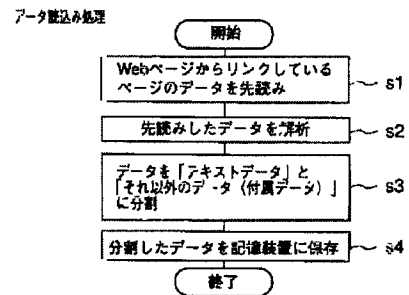 データ読込み処理
開始
Webページからリンクしている
ページのデータを先読み
s1
先読みしたデータを解析
s2
データを「テキストデータ」と
「それ以外のデータ(付属データ)」
に分割
s3
分割したデータを記憶装置に保存
s4
終了